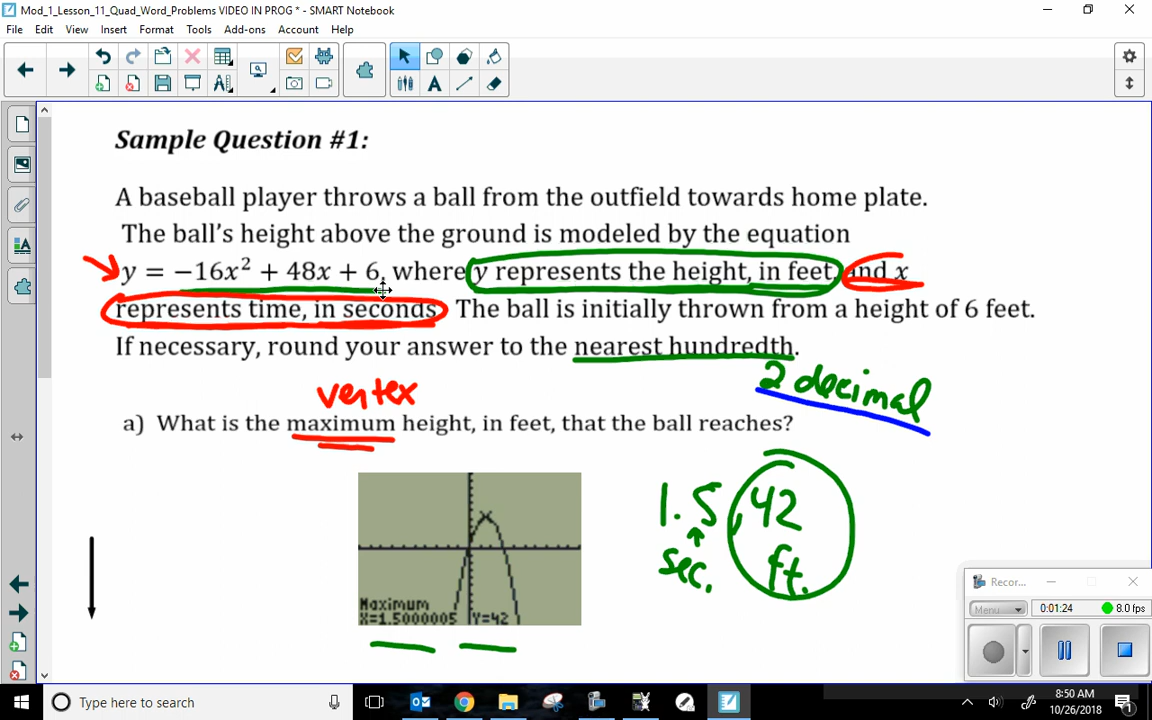 Mod_1_Lesson_11_Quad_Word_Problems VIDEO IN PROG * - SMART Notebook
File Edit View Insert Format Tools Add-ons Account Help
Sample Question #1:
A baseball player throws a ball from the outfield towards home plate.
The ball's height above the ground is modeled by the equation
y = −16x² + 48x + 6, where y represents the height, in feet, and x
represents time, in seconds The ball is initially thrown from a height of 6 feet.
If necessary, round your answer to the nearest hundredth.
2 decimal
vertex
a) What is the maximum height, in feet, that the ball reaches?
1.5, 42
sec. ft.
Maximum
X=1.5000005 Y=42
Recor...
Menu 0:01:24 8.0 fps
Type here to search
8:50 AM
10/26/2018